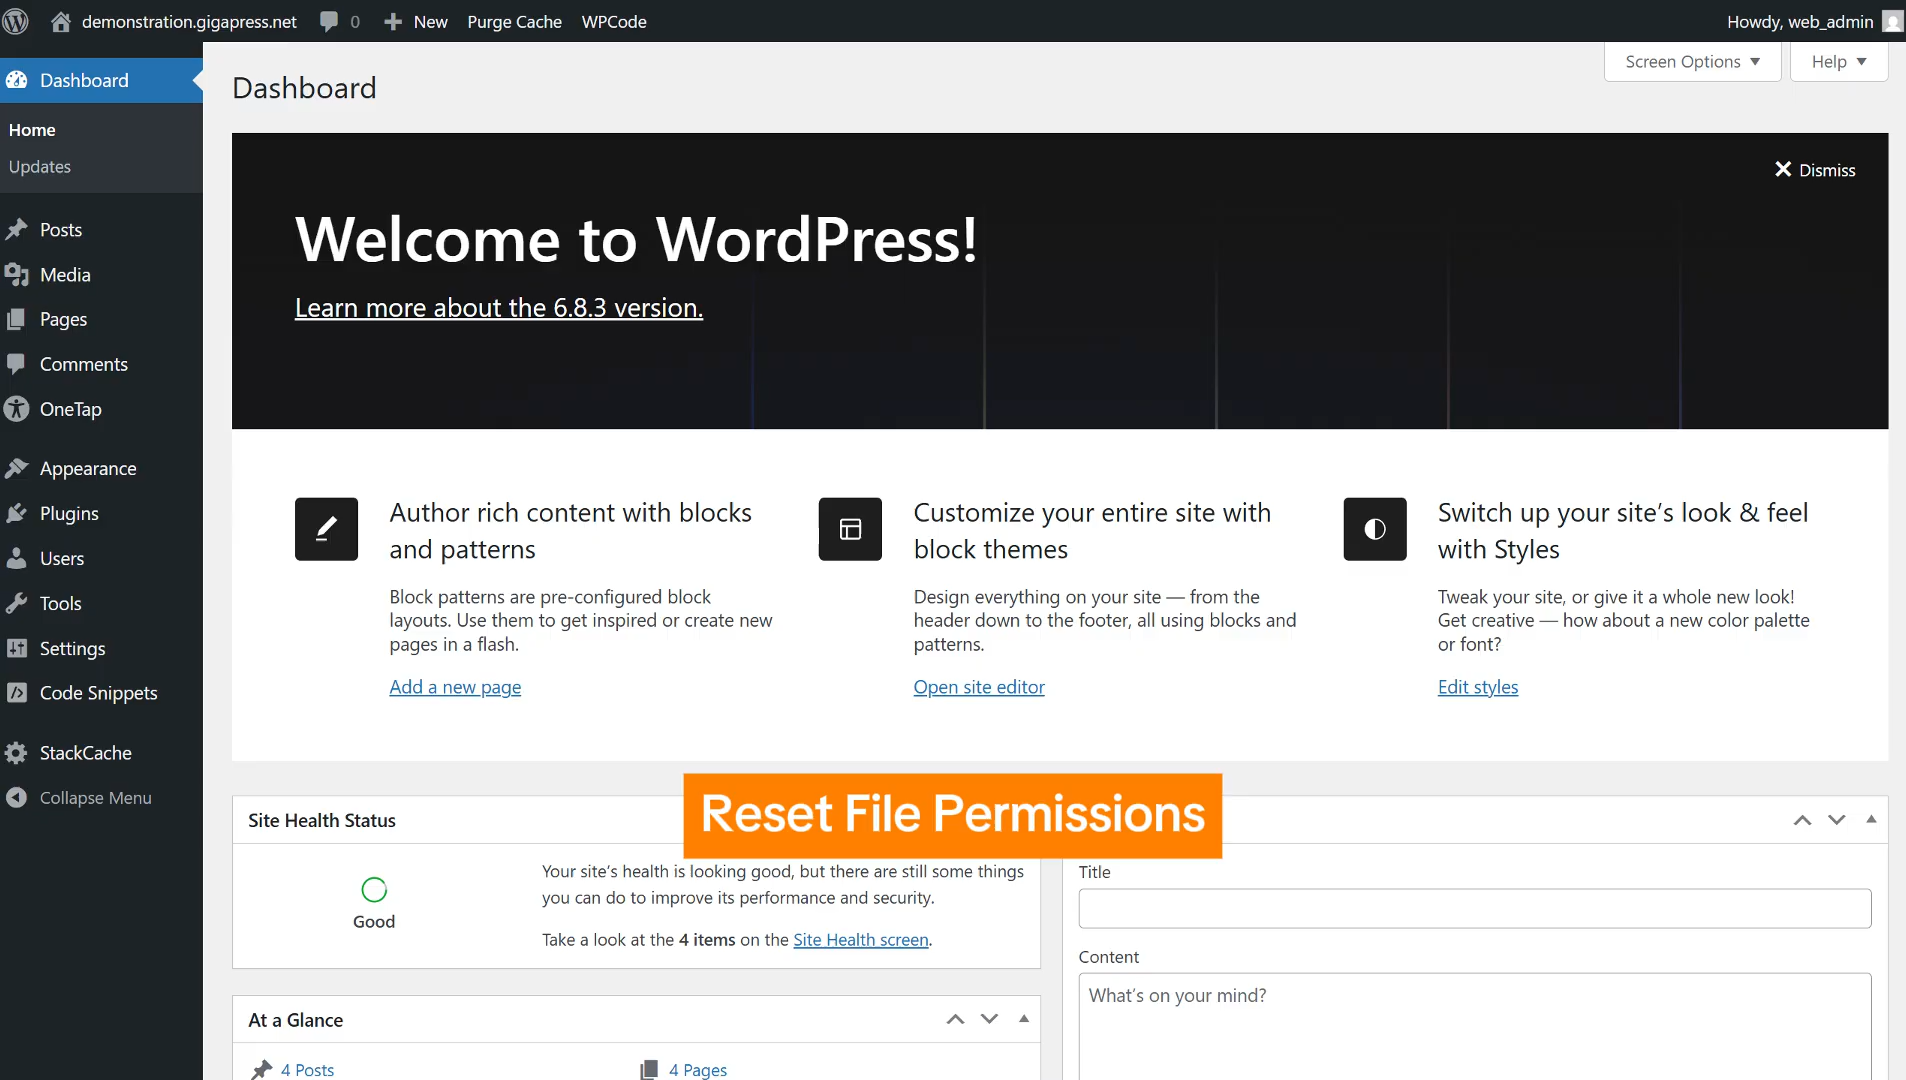 demonstration.gigapress.net 0 New Purge Cache WPCode Howdy, web_admin
Screen Options Help
Dashboard
Home
Updates
Posts
Media
Pages
Comments
OneTap
Appearance
Plugins
Users
Tools
Settings
Code Snippets
StackCache
Collapse Menu
Dashboard
Dismiss
Welcome to WordPress!
Learn more about the 6.8.3 version.
Author rich content with blocks
and patterns
Block patterns are pre-configured block
layouts. Use them to get inspired or create new
pages in a flash.
Add a new page
Customize your entire site with
block themes
Design everything on your site — from the
header down to the footer, all using blocks and
patterns.
Open site editor
Switch up your site’s look & feel
with Styles
Tweak your site, or give it a whole new look!
Get creative — how about a new color palette
or font?
Edit styles
Reset File Permissions
Site Health Status
Good
Your site’s health is looking good, but there are still some things
you can do to improve its performance and security.
Take a look at the 4 items on the Site Health screen.
At a Glance
4 Posts
4 Pages
Title
Content
What’s on your mind?